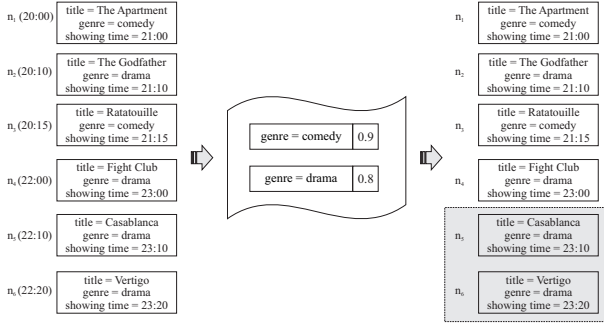 n₁ (20:00)
title = The Apartment
genre = comedy
showing time = 21:00
n₂ (20:10)
title = The Godfather
genre = drama
showing time = 21:10
n₃ (20:15)
title = Ratatouille
genre = comedy
showing time = 21:15
n₄ (22:00)
title = Fight Club
genre = drama
showing time = 23:00
n₅ (22:10)
title = Casablanca
genre = drama
showing time = 23:10
n₆ (22:20)
title = Vertigo
genre = drama
showing time = 23:20
genre = comedy 0.9
genre = drama 0.8
n₁
title = The Apartment
genre = comedy
showing time = 21:00
n₂
title = The Godfather
genre = drama
showing time = 21:10
n₃
title = Ratatouille
genre = comedy
showing time = 21:15
n₄
title = Fight Club
genre = drama
showing time = 23:00
n₅
title = Casablanca
genre = drama
showing time = 23:10
n₆
title = Vertigo
genre = drama
showing time = 23:20